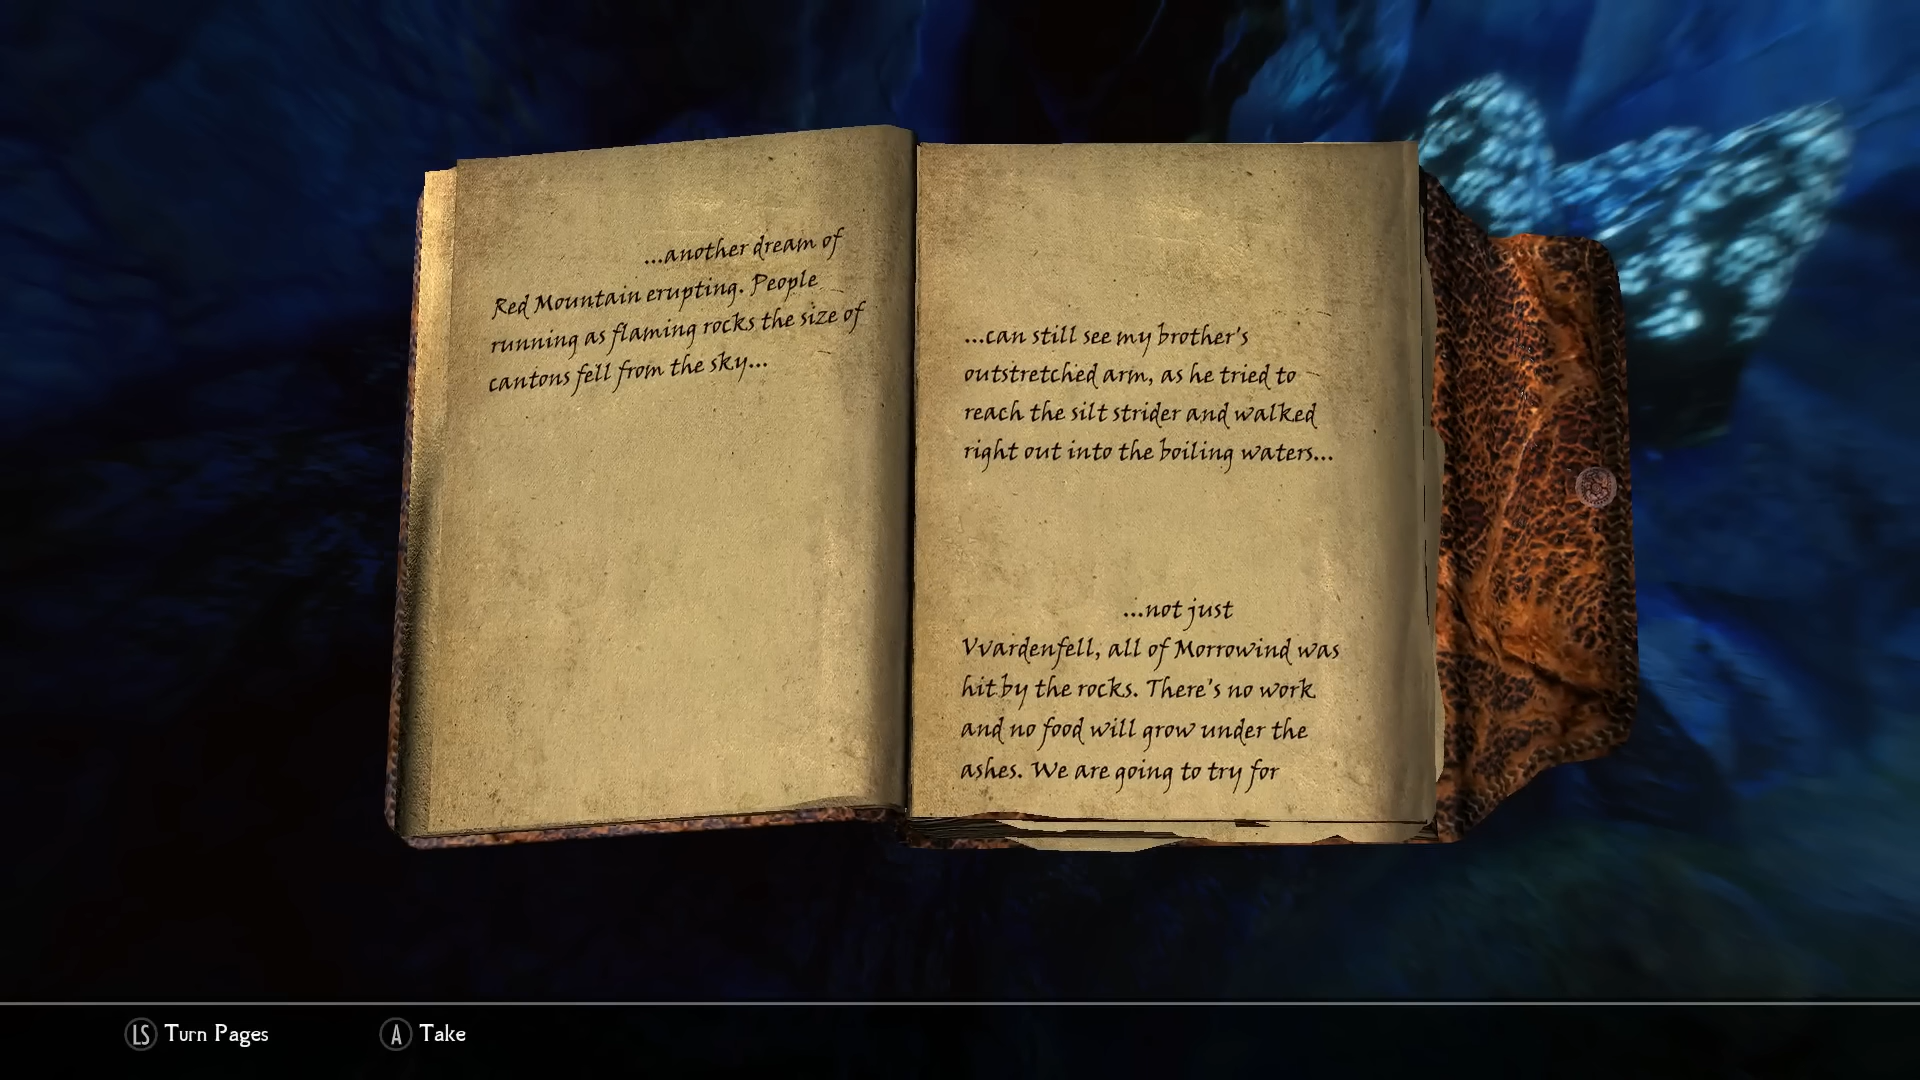 ...another dream of
Red Mountain erupting. People
running as flaming rocks the size of
cantons fell from the sky...
...can still see my brother's
outstretched arm, as he tried to
reach the silt strider and walked
right out into the boiling waters...
...not just
Vvardenfell, all of Morrowind was
hit by the rocks. There's no work
and no food will grow under the
ashes. We are going to try for
LS Turn Pages
A Take